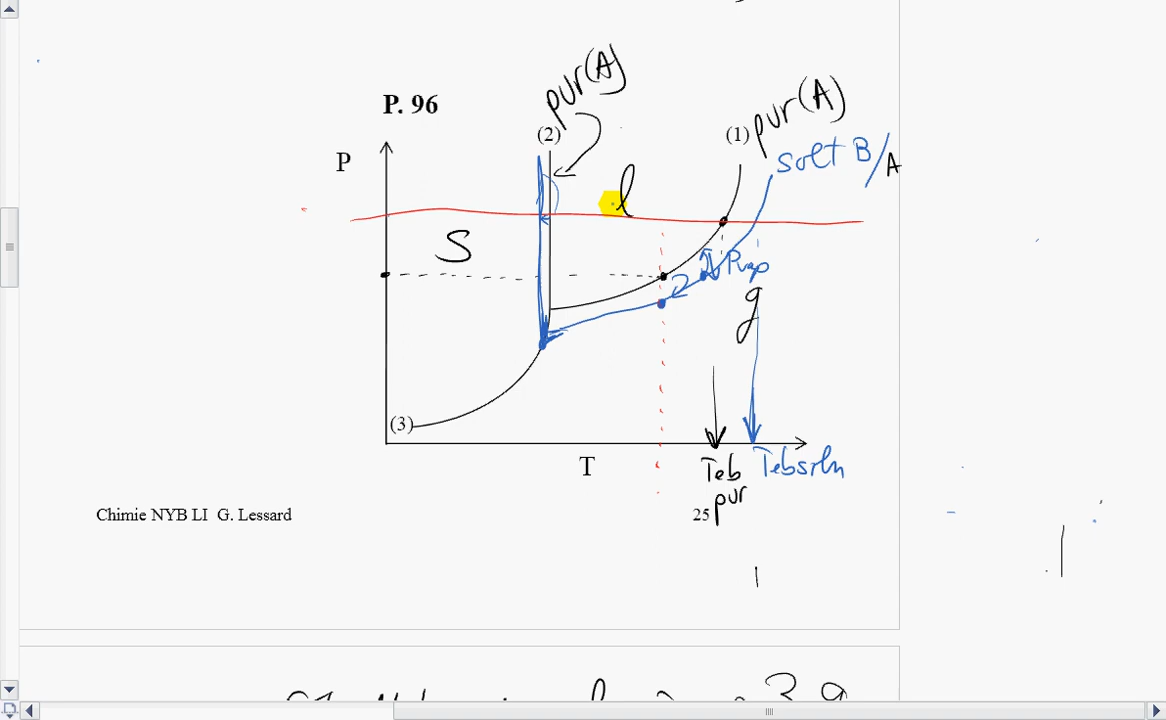 pur(A)
P. 96
pur(A)
(2)
(1)
solt B/A
P
l
S
Pvap
g
(3)
Teb
Tebsoln
T
pur
Chimie NYB LI G. Lessard
25